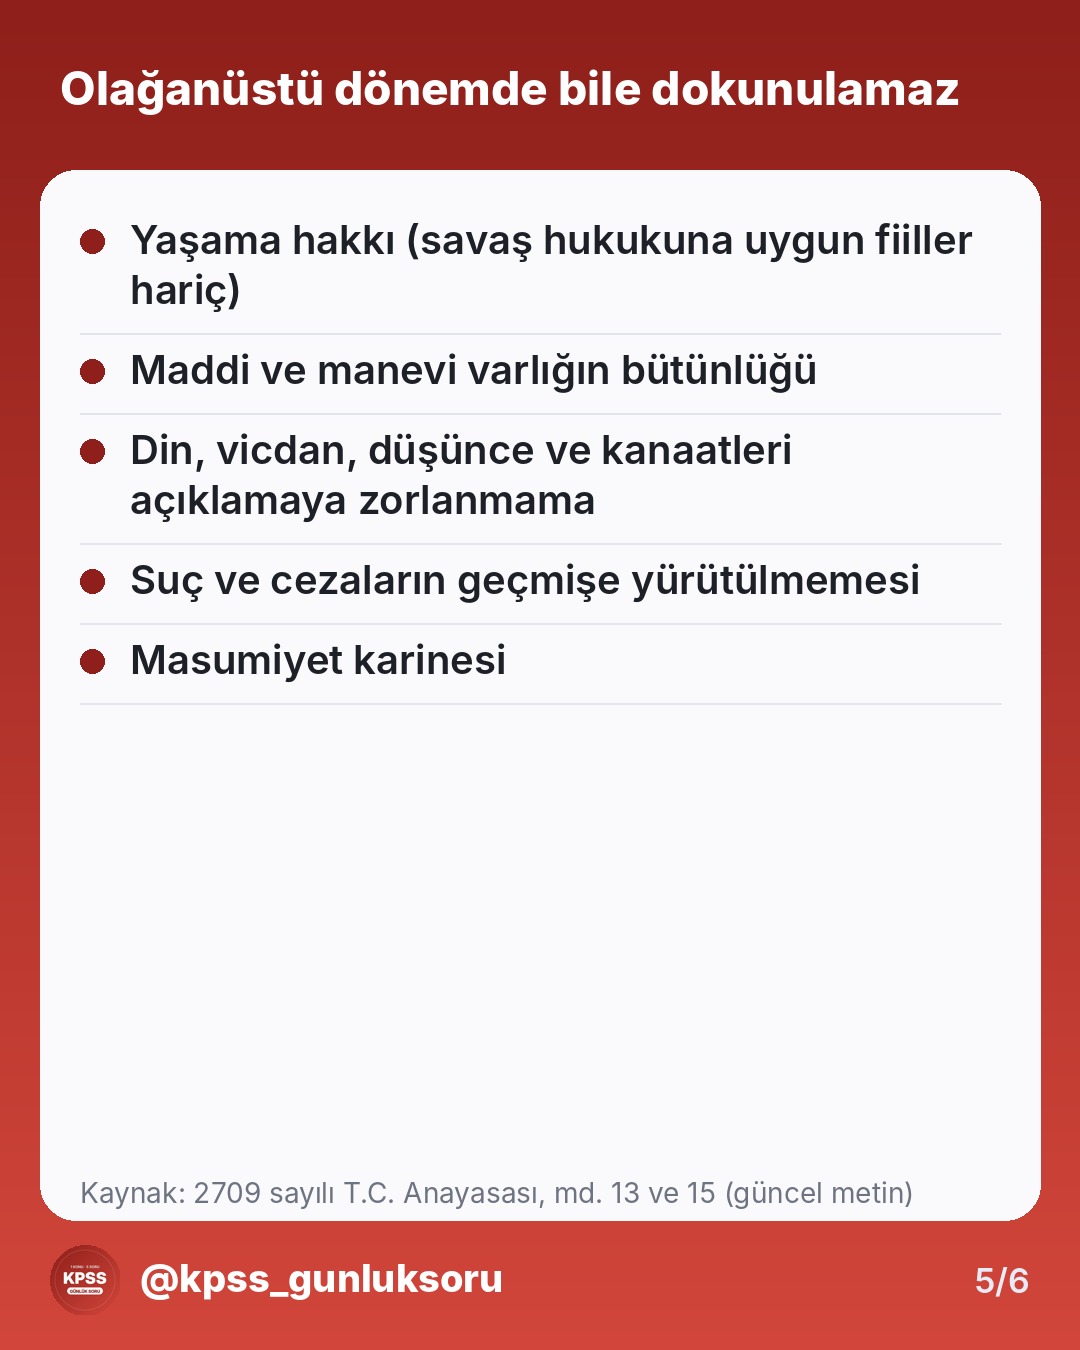 Olağanüstü dönemde bile dokunulamaz
Yaşama hakkı (savaş hukukuna uygun fiiller
hariç)
Maddi ve manevi varlığın bütünlüğü
Din, vicdan, düşünce ve kanaatleri
açıklamaya zorlanmama
Suç ve cezaların geçmişe yürütülmemesi
Masumiyet karinesi
Kaynak: 2709 sayılı T.C. Anayasası, md. 13 ve 15 (güncel metin)
KPSS
GÜNLÜK SORU
@kpss_gunluksoru
5/6